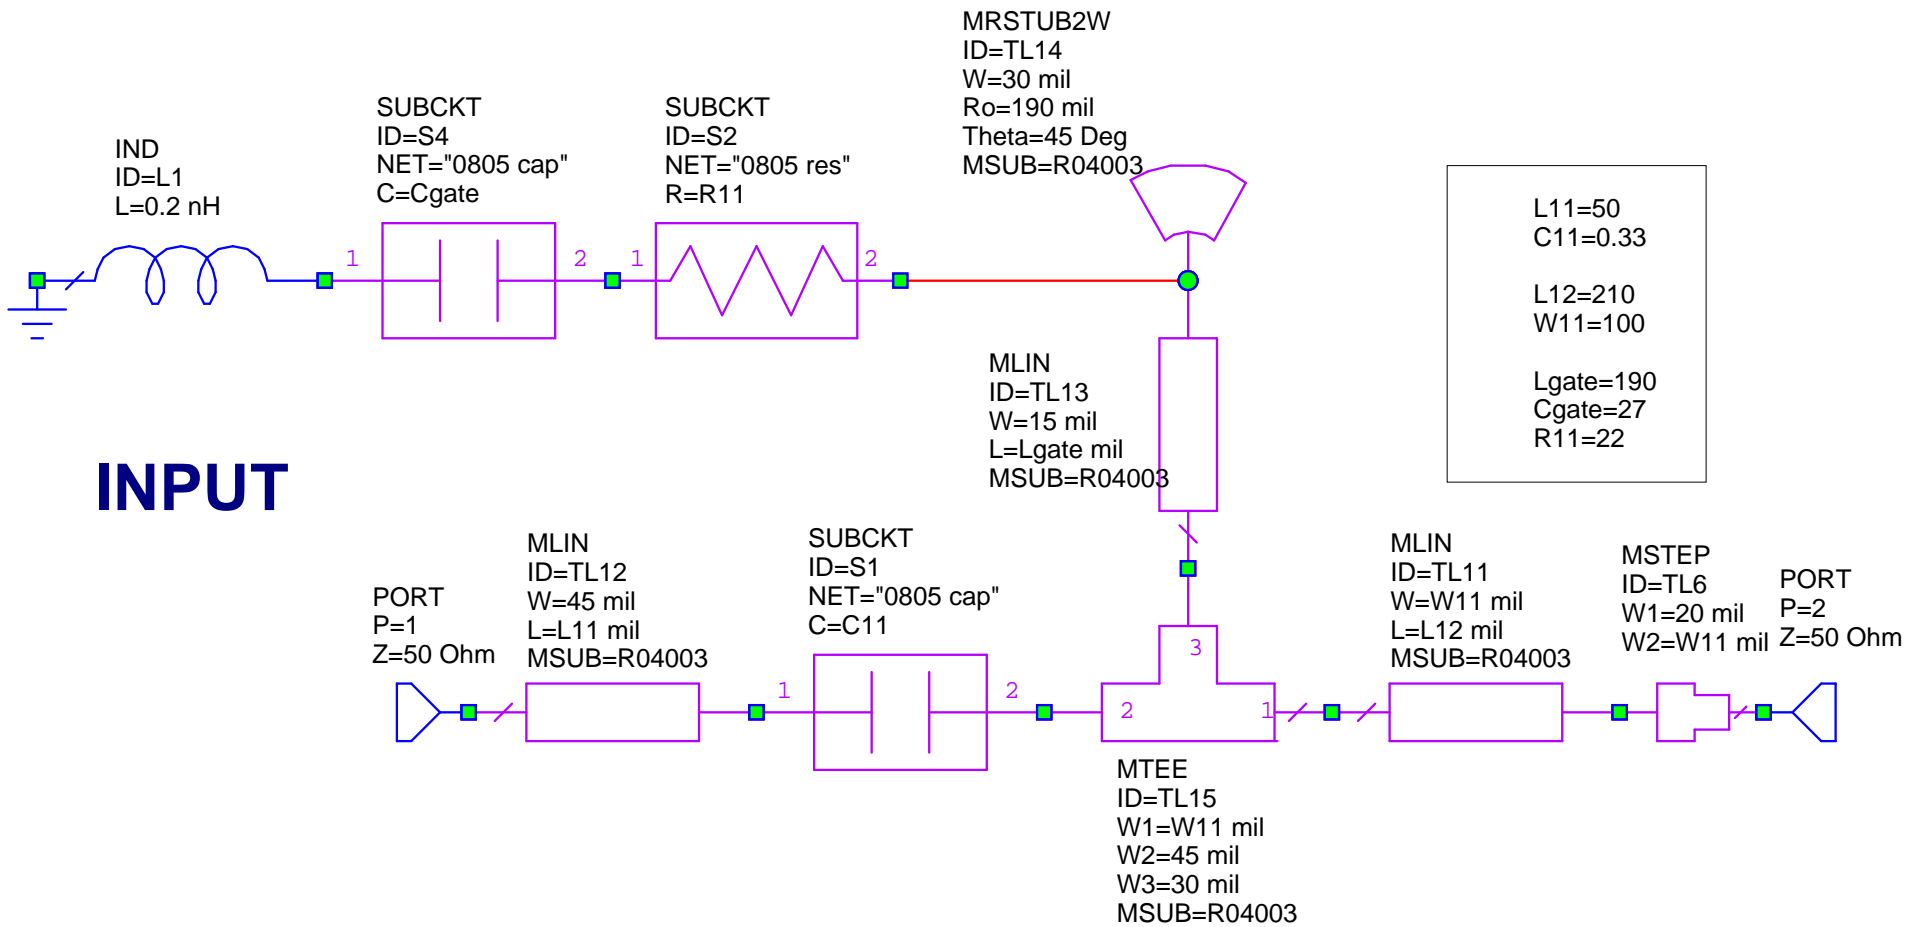 MRSTUB2W
ID=TL14
W=30 mil
Ro=190 mil
Theta=45 Deg
MSUB=R04003
SUBCKT
ID=S4
NET="0805 cap"
C=Cgate
SUBCKT
ID=S2
NET="0805 res"
R=R11
IND
ID=L1
L=0.2 nH
1
2
1
2
L11=50
C11=0.33
L12=210
W11=100
Lgate=190
Cgate=27
R11=22
MLIN
ID=TL13
W=15 mil
L=Lgate mil
MSUB=R04003
INPUT
PORT
P=1
Z=50 Ohm
MLIN
ID=TL12
W=45 mil
L=L11 mil
MSUB=R04003
SUBCKT
ID=S1
NET="0805 cap"
C=C11
1
2
3
2
1
MLIN
ID=TL11
W=W11 mil
L=L12 mil
MSUB=R04003
MSTEP
ID=TL6
W1=20 mil
W2=W11 mil
PORT
P=2
Z=50 Ohm
MTEE
ID=TL15
W1=W11 mil
W2=45 mil
W3=30 mil
MSUB=R04003